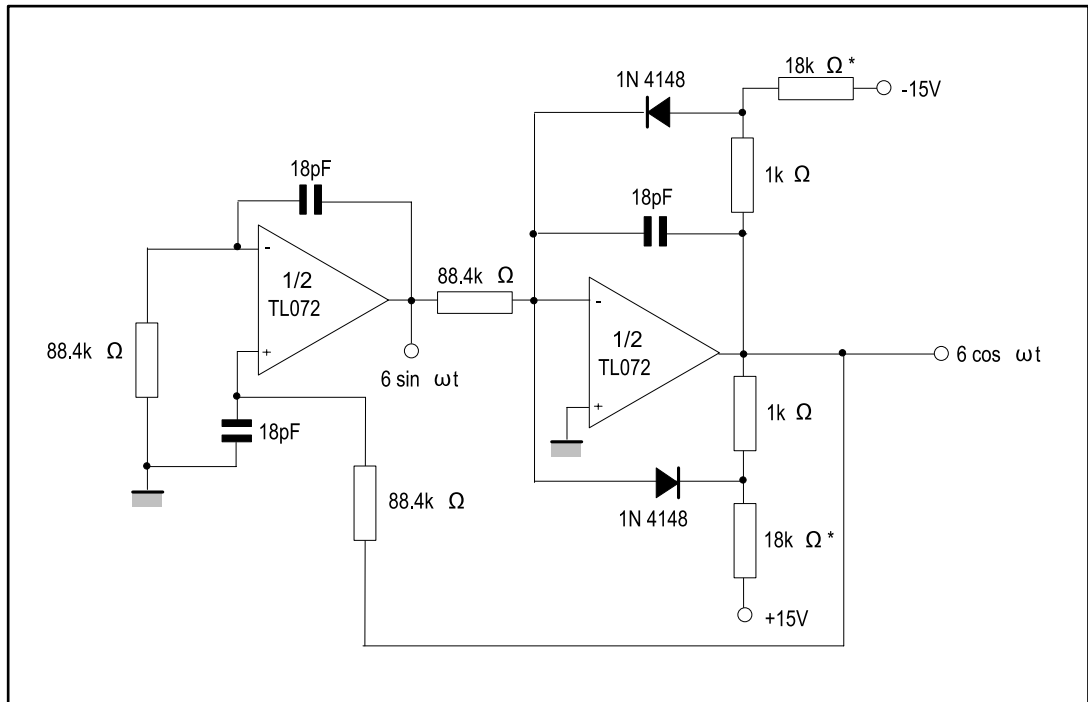 18k Ω *
-15V
1N 4148
1k Ω
18pF
18pF
-
1/2
TL072
+
88.4k Ω
6 sin ωt
88.4k Ω
-
1/2
TL072
+
6 cos ωt
18pF
1k Ω
88.4k Ω
1N 4148
18k Ω *
+15V